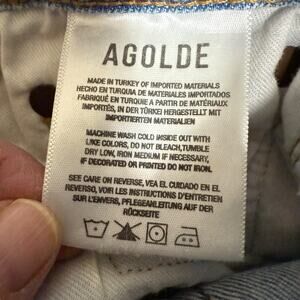 AGOLDE
MADE IN TURKEY OF IMPORTED MATERIALS
HECHO EN TURQUIA DE MATERIALES IMPORTADOS
FABRIQUÉ EN TURQUIE A PARTIR DE MATÉRIAUX
IMPORTÉS, IN DER TÜRKEI HERGESTELLT MIT
IMPORTIERTEN MATERIALIEN
MACHINE WASH COLD INSIDE OUT WITH
LIKE COLORS, DO NOT BLEACH,TUMBLE
DRY LOW, IRON MEDIUM IF NECESSARY,
IF DECORATED OR PRINTED DO NOT IRON.
SEE CARE ON REVERSE, VEA EL CUIDADO EN EL
REVERSO, VOIR LES INSTRUCTIONS D'ENTRETIEN
SUR L'ENVERS, PFLEGEANLEITUNG AUF DER
RÜCKSEITE